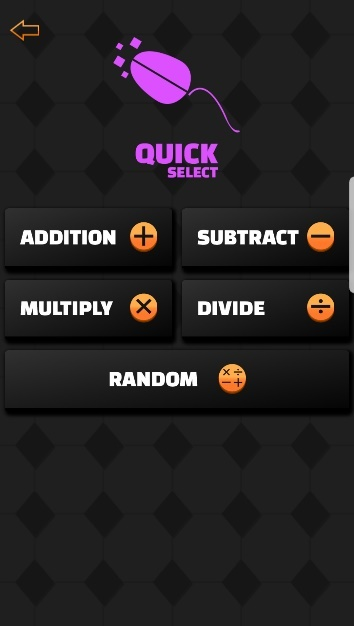 QUICK
SELECT
ADDITION +
SUBTRACT −
MULTIPLY ×
DIVIDE ÷
RANDOM × ÷ − +